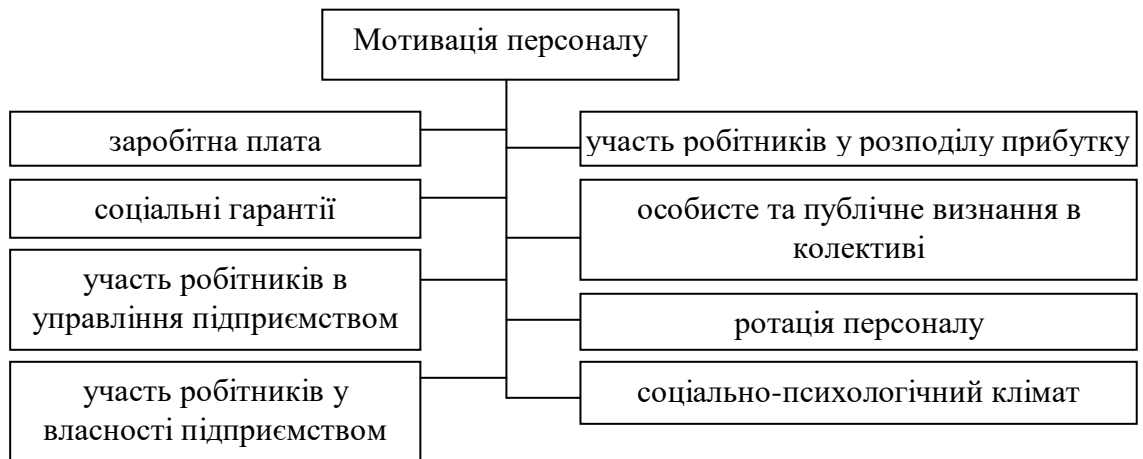 Мотивація персоналу
заробітна плата
соціальні гарантії
участь робітників в
управління підприємством
участь робітників у
власності підприємством
участь робітників у розподілу прибутку
особисте та публічне визнання в
колективі
ротація персоналу
соціально-психологічний клімат